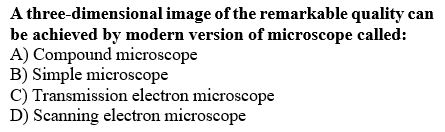 A three-dimensional image of the remarkable quality can
be achieved by modern version of microscope called:
A) Compound microscope
B) Simple microscope
C) Transmission electron microscope
D) Scanning electron microscope